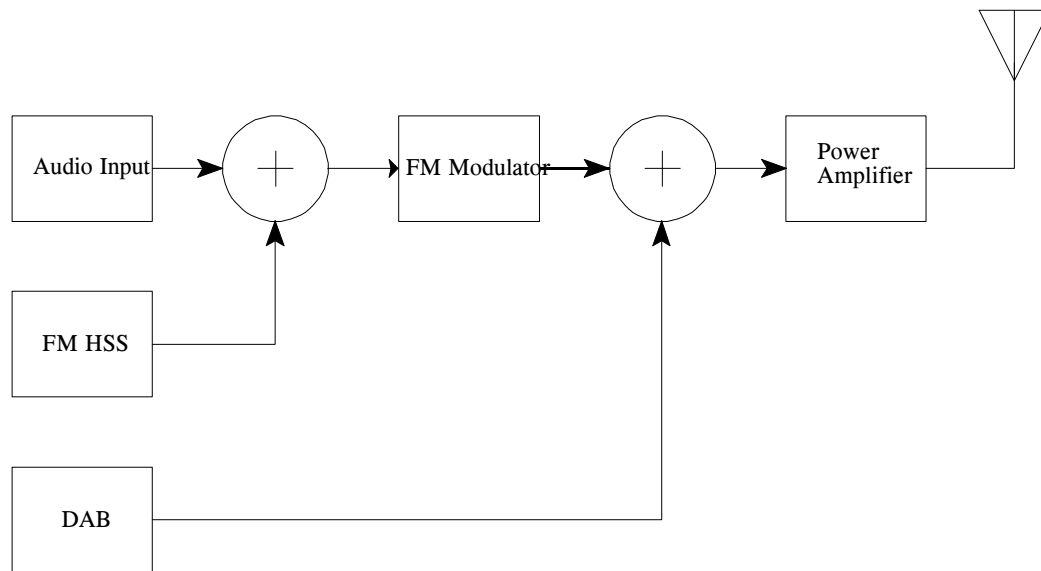 Audio Input
FM Modulator
Power
Amplifier
FM HSS
DAB